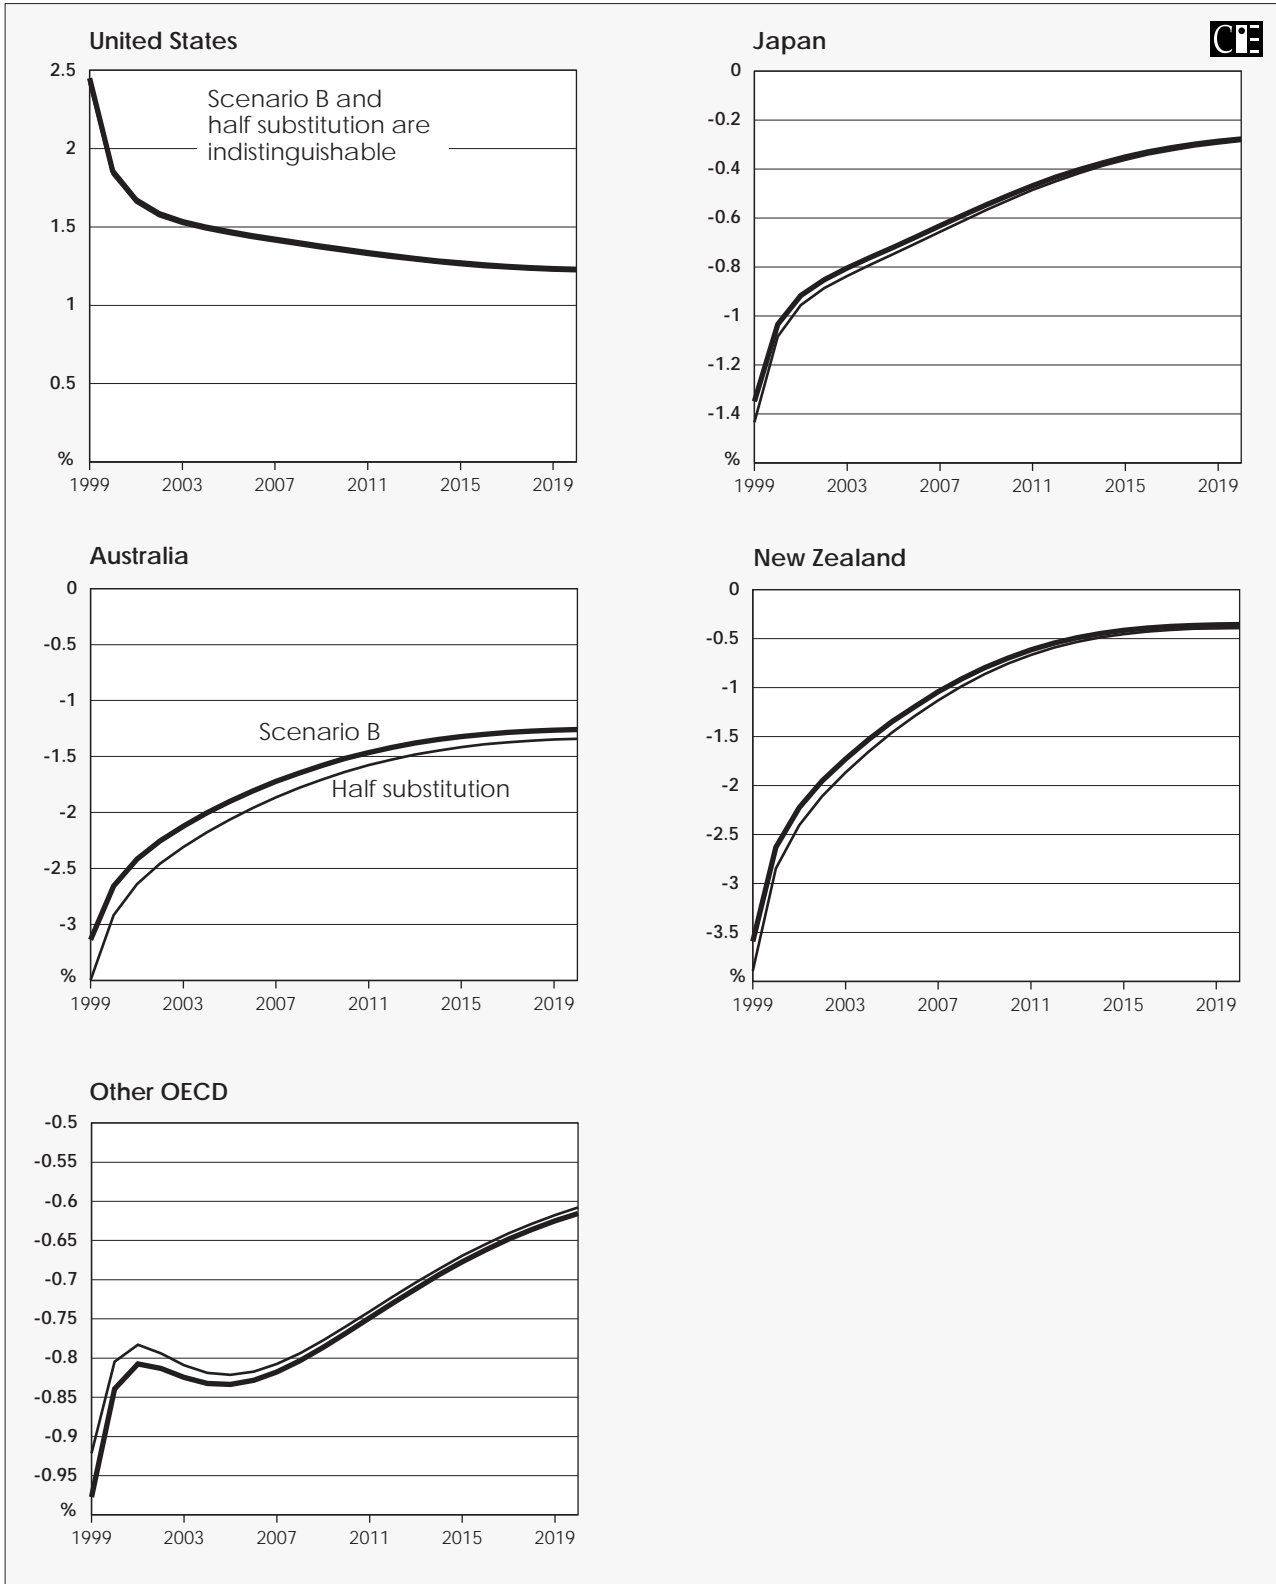 United States
2.5
Scenario B and
half substitution are
indistinguishable
2
1.5
1
0.5
%
1999 2003 2007 2011 2015 2019
Japan
CIE
0
-0.2
-0.4
-0.6
-0.8
-1
-1.2
-1.4
%
1999 2003 2007 2011 2015 2019
Australia
0
-0.5
-1
Scenario B
-1.5
Half substitution
-2
-2.5
-3
%
1999 2003 2007 2011 2015 2019
New Zealand
0
-0.5
-1
-1.5
-2
-2.5
-3
-3.5
%
1999 2003 2007 2011 2015 2019
Other OECD
-0.5
-0.55
-0.6
-0.65
-0.7
-0.75
-0.8
-0.85
-0.9
-0.95
%
1999 2003 2007 2011 2015 2019